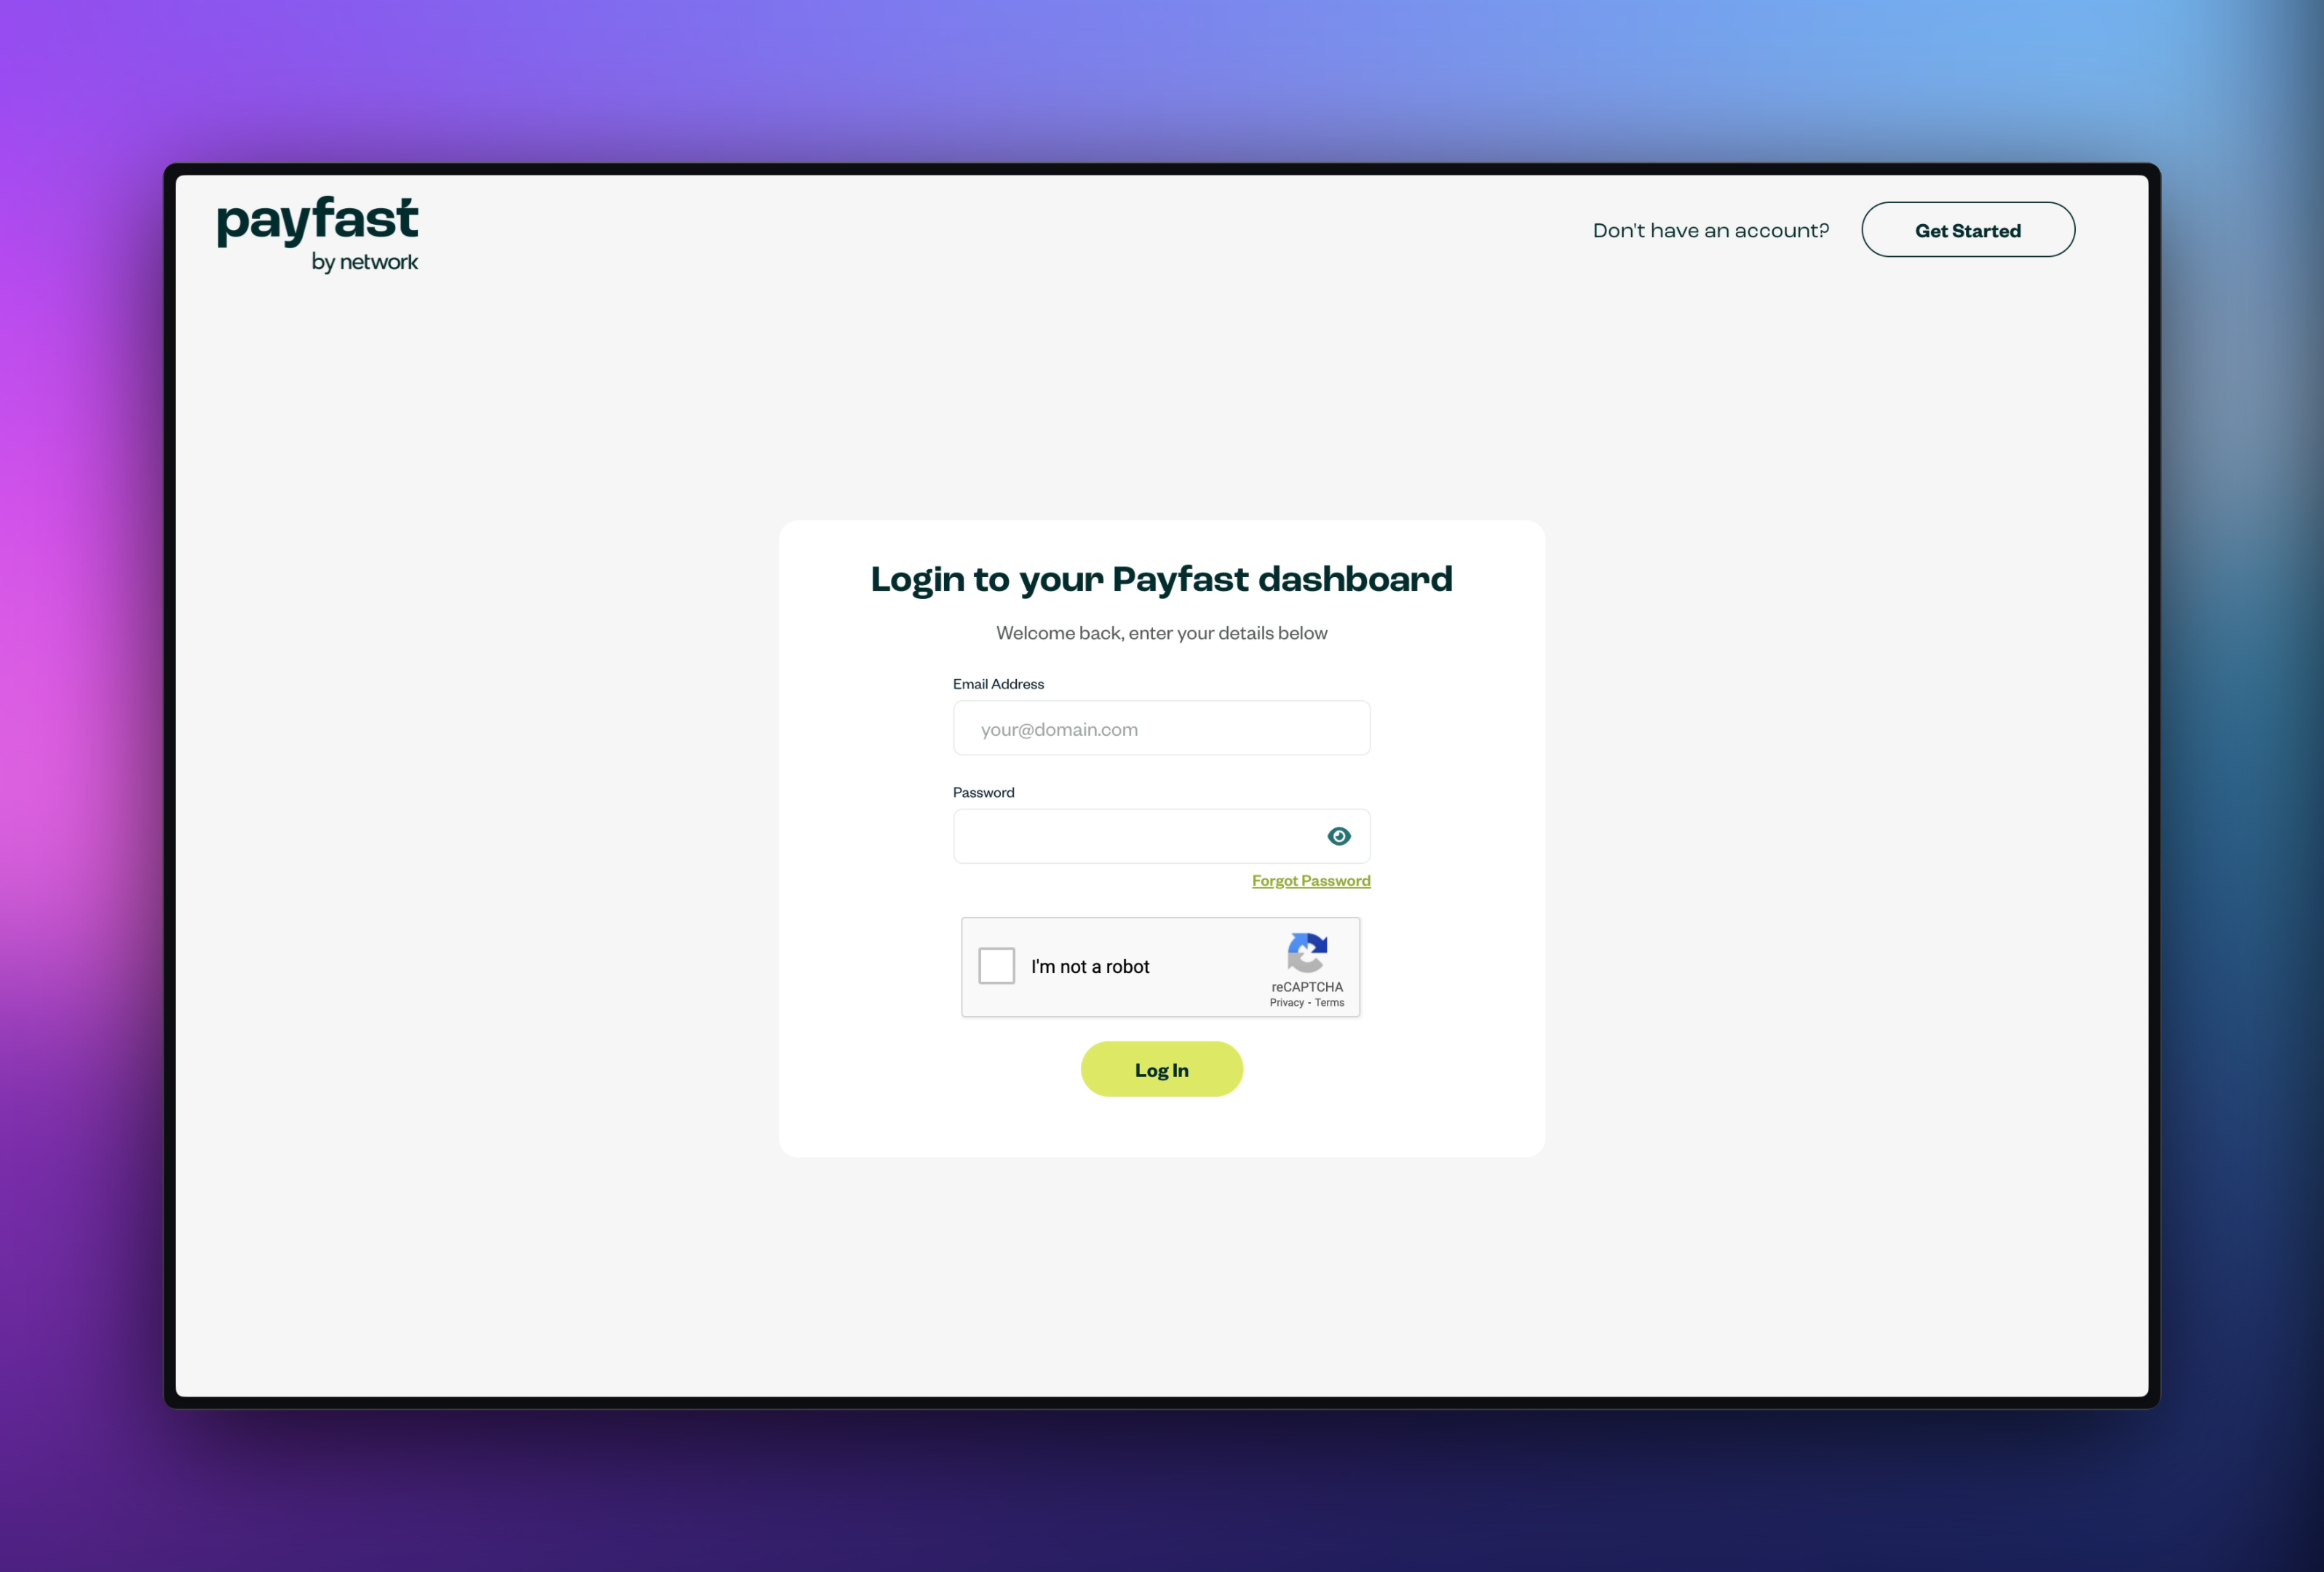 payfast
by network
Don't have an account?
Get Started
Login to your Payfast dashboard
Welcome back, enter your details below
Email Address
your@domain.com
Password
Forgot Password
I'm not a robot
reCAPTCHA
Privacy - Terms
Log In